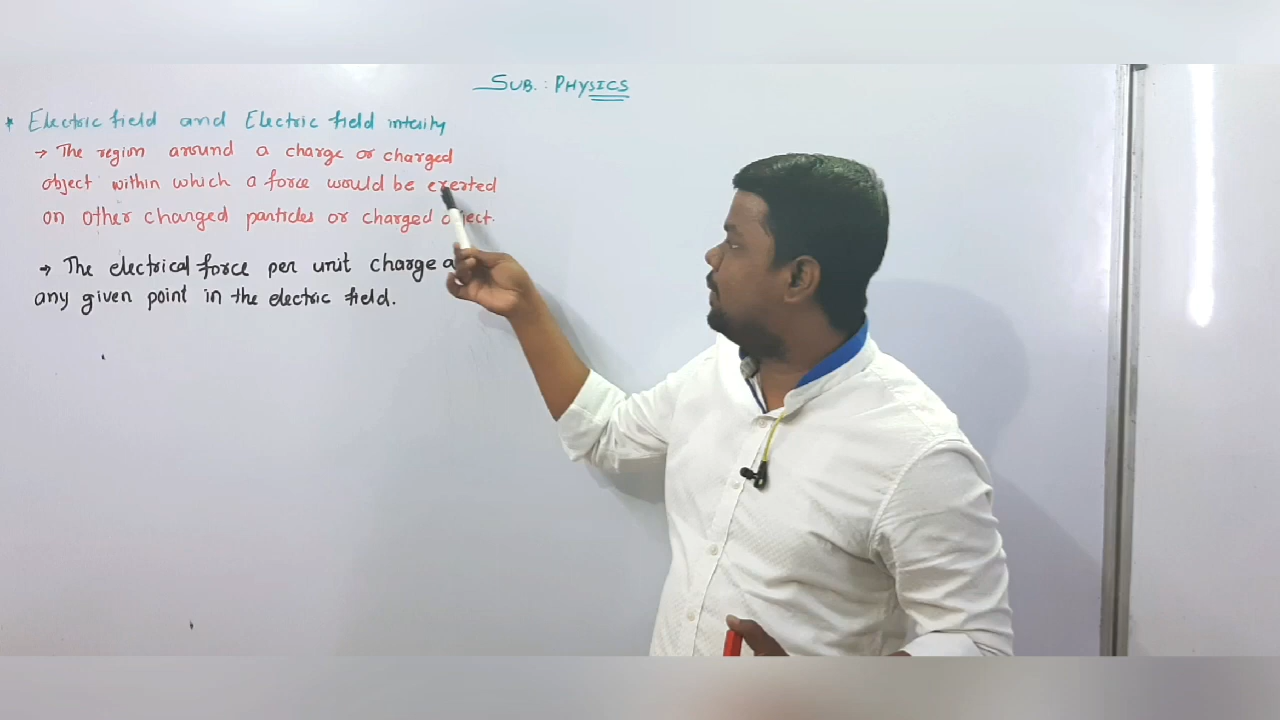 SUB. : PHYSICS
* Electric field and Electric field intesity
→ The region around a charge or charged
object within which a force would be exerted
on other charged particles or charged object.
→ The electrical force per unit charge a
any given point in the electric field.